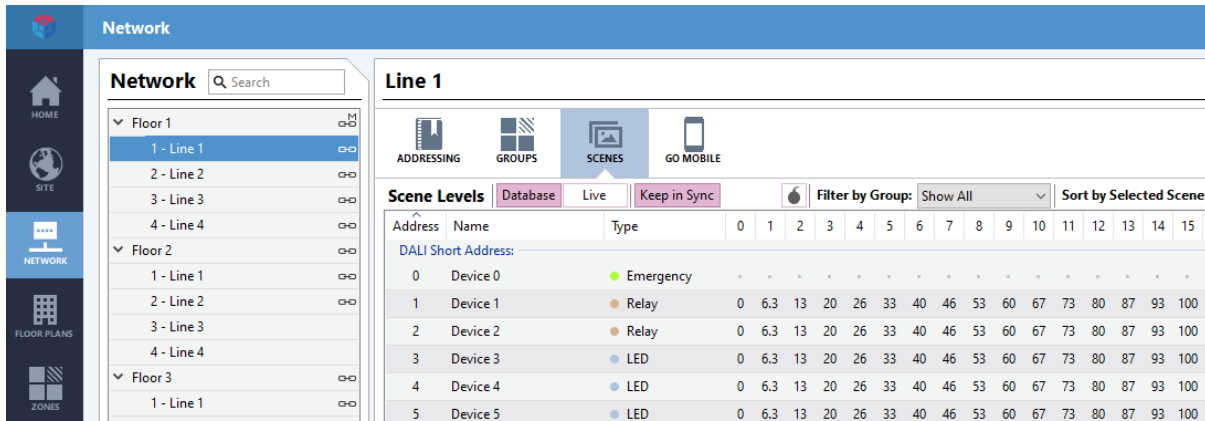 Network
HOME
SITE
NETWORK
FLOOR PLANS
ZONES
Network Search
Floor 1 M
1 - Line 1
2 - Line 2
3 - Line 3
4 - Line 4
Floor 2
1 - Line 1
2 - Line 2
3 - Line 3
4 - Line 4
Floor 3
1 - Line 1
Line 1
ADDRESSING GROUPS SCENES GO MOBILE
Scene Levels Database Live Keep in Sync Filter by Group: Show All Sort by Selected Scene
Address Name Type 0 1 2 3 4 5 6 7 8 9 10 11 12 13 14 15
DALI Short Address:
0 Device 0 Emergency - - - - - - - - - - - - - - - -
1 Device 1 Relay 0 6.3 13 20 26 33 40 46 53 60 67 73 80 87 93 100
2 Device 2 Relay 0 6.3 13 20 26 33 40 46 53 60 67 73 80 87 93 100
3 Device 3 LED 0 6.3 13 20 26 33 40 46 53 60 67 73 80 87 93 100
4 Device 4 LED 0 6.3 13 20 26 33 40 46 53 60 67 73 80 87 93 100
5 Device 5 LED 0 6.3 13 20 26 33 40 46 53 60 67 73 80 87 93 100